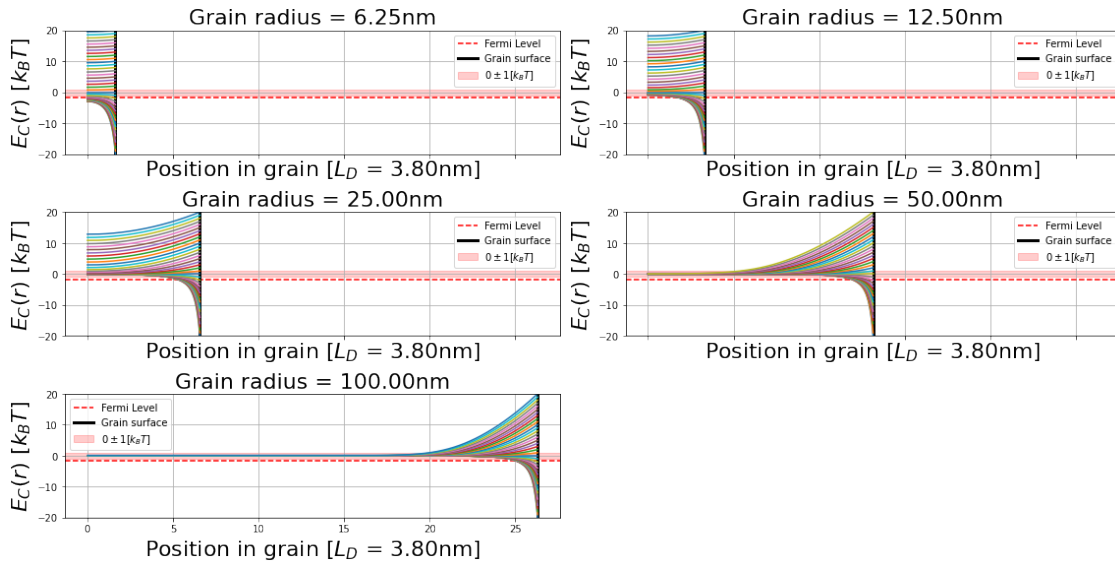 Grain radius = 6.25nm
E_C(r) [k_BT]
20
10
0
−10
−20
Fermi Level
Grain surface
0 ± 1[k_BT]
Position in grain [L_D = 3.80nm]
Grain radius = 12.50nm
E_C(r) [k_BT]
20
10
0
−10
−20
Fermi Level
Grain surface
0 ± 1[k_BT]
Position in grain [L_D = 3.80nm]
Grain radius = 25.00nm
E_C(r) [k_BT]
20
10
0
−10
−20
Fermi Level
Grain surface
0 ± 1[k_BT]
Position in grain [L_D = 3.80nm]
Grain radius = 50.00nm
E_C(r) [k_BT]
20
10
0
−10
−20
Fermi Level
Grain surface
0 ± 1[k_BT]
Position in grain [L_D = 3.80nm]
Grain radius = 100.00nm
E_C(r) [k_BT]
20
10
0
−10
−20
Fermi Level
Grain surface
0 ± 1[k_BT]
0 5 10 15 20 25
Position in grain [L_D = 3.80nm]